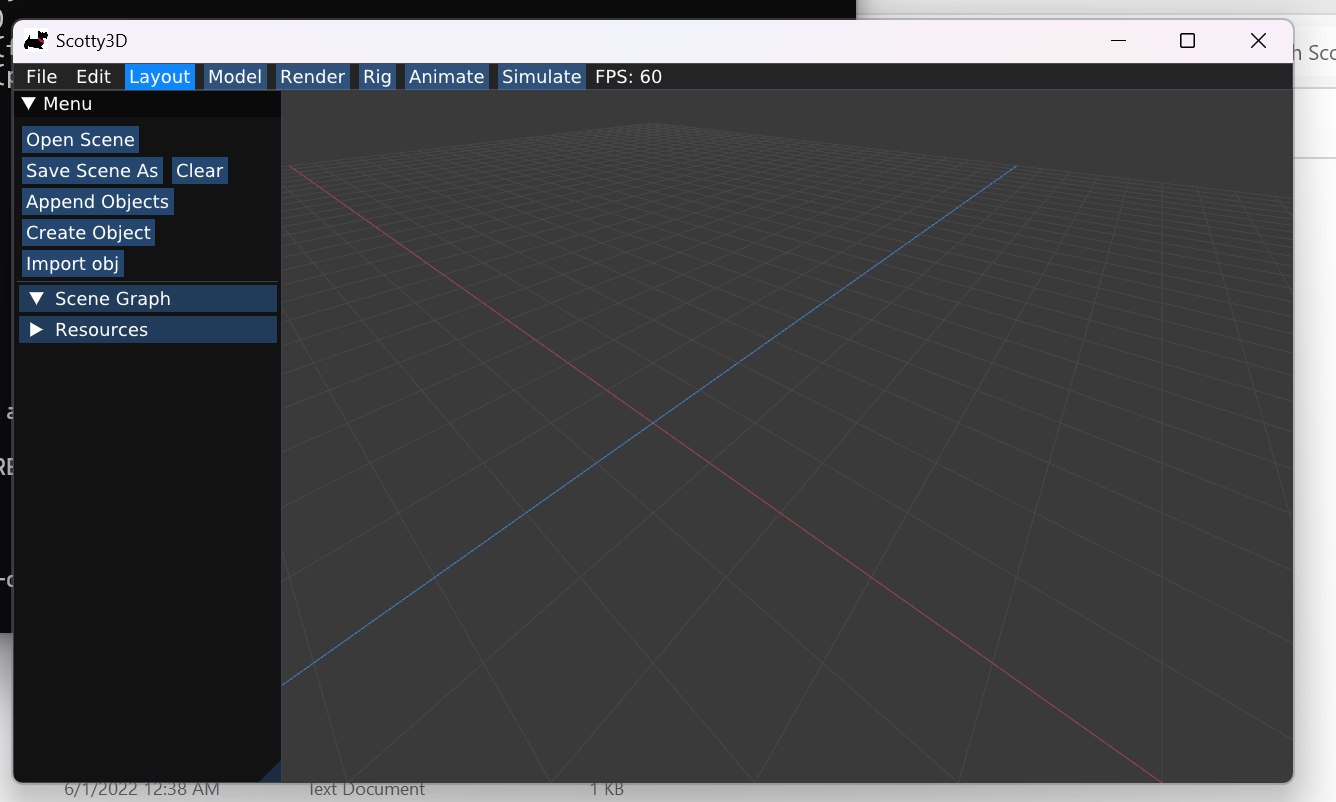 Scotty3D
File Edit Layout Model Render Rig Animate Simulate FPS: 60
Menu
Open Scene
Save Scene As Clear
Append Objects
Create Object
Import obj
Scene Graph
Resources
6/1/2022 12:38 AM Text Document 1 KB